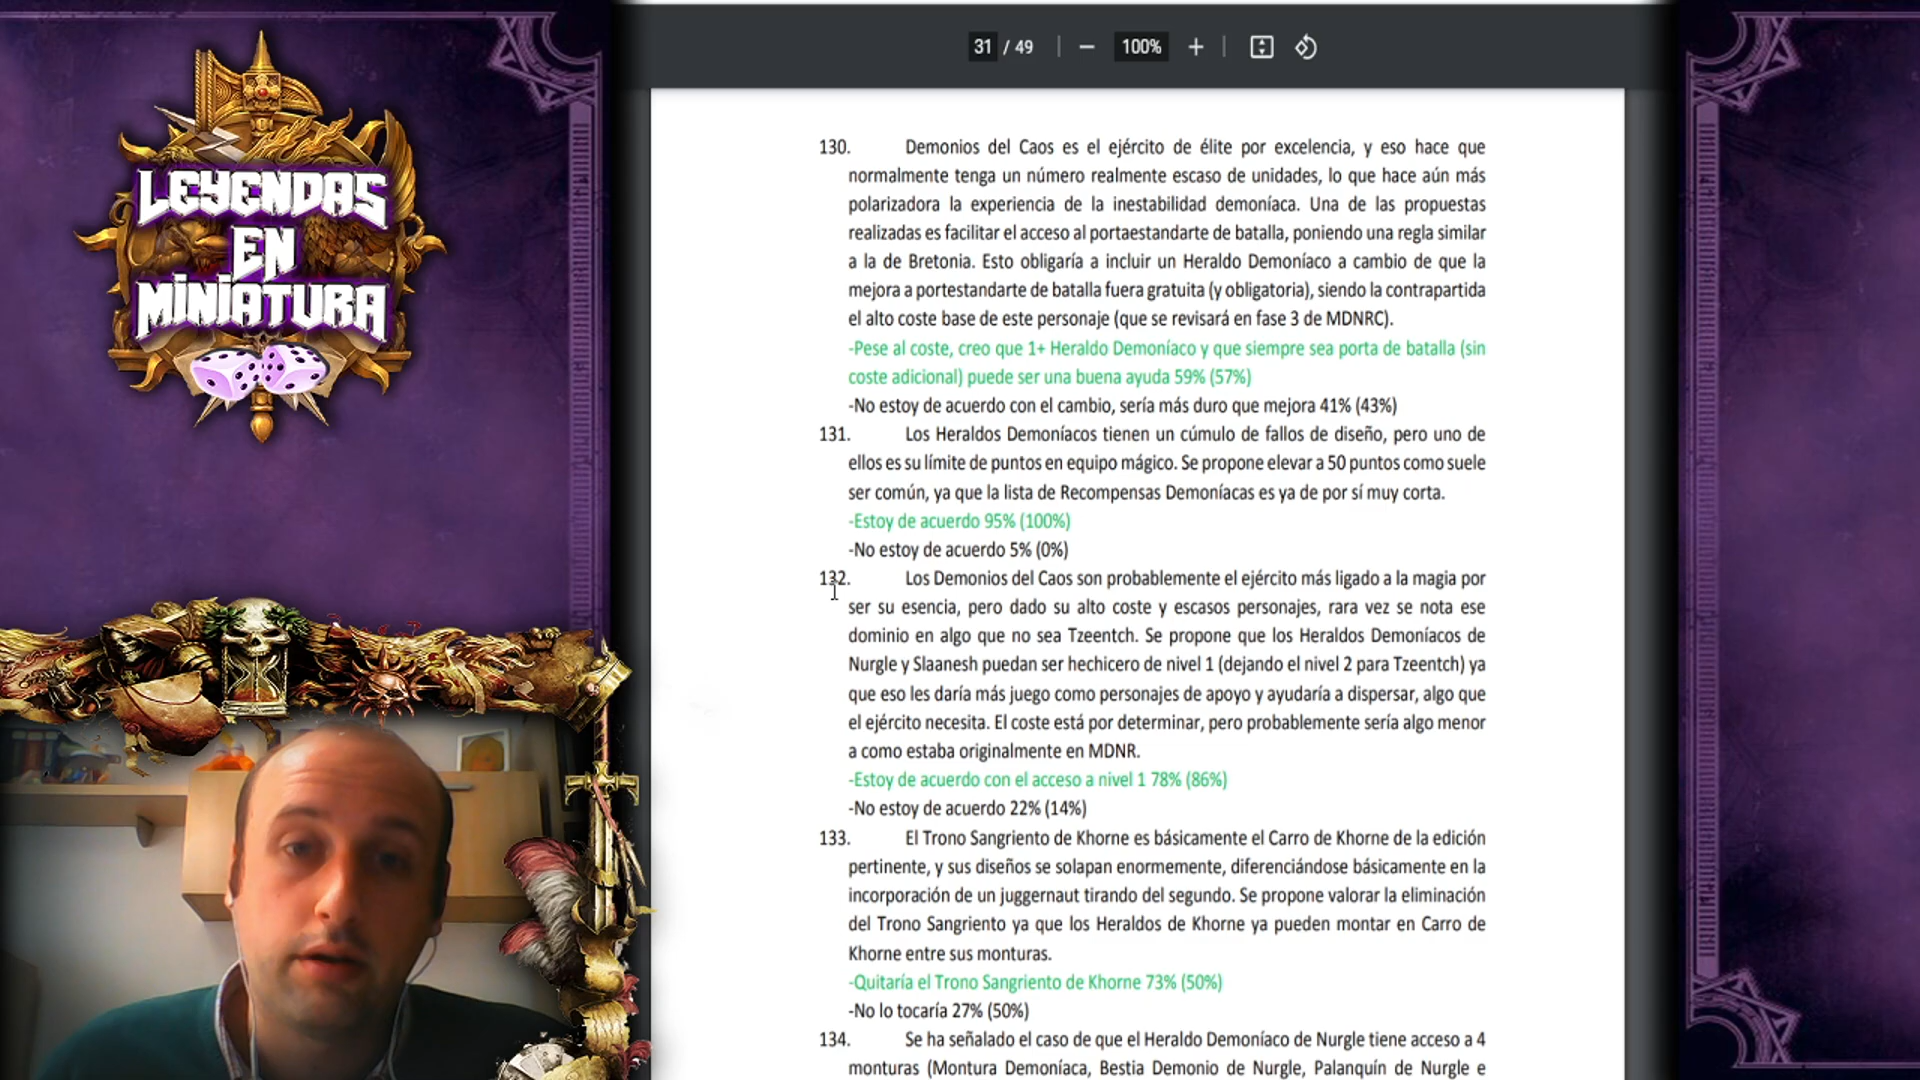 LEYENDAS
EN
MINIATURA
31 / 49
100%
130. Demonios del Caos es el ejército de élite por excelencia, y eso hace que
normalmente tenga un número realmente escaso de unidades, lo que hace aún más
polarizadora la experiencia de la inestabilidad demoníaca. Una de las propuestas
realizadas es facilitar el acceso al portaestandarte de batalla, poniendo una regla similar
a la de Bretonia. Esto obligaría a incluir un Heraldo Demoníaco a cambio de que la
mejora a portestandarte de batalla fuera gratuita (y obligatoria), siendo la contrapartida
el alto coste base de este personaje (que se revisará en fase 3 de MDNRC).
-Pese al coste, creo que 1+ Heraldo Demoníaco y que siempre sea porta de batalla (sin
coste adicional) puede ser una buena ayuda 59% (57%)
-No estoy de acuerdo con el cambio, sería más duro que mejora 41% (43%)
131. Los Heraldos Demoníacos tienen un cúmulo de fallos de diseño, pero uno de
ellos es su límite de puntos en equipo mágico. Se propone elevar a 50 puntos como suele
ser común, ya que la lista de Recompensas Demoníacas es ya de por sí muy corta.
-Estoy de acuerdo 95% (100%)
-No estoy de acuerdo 5% (0%)
132. Los Demonios del Caos son probablemente el ejército más ligado a la magia por
ser su esencia, pero dado su alto coste y escasos personajes, rara vez se nota ese
dominio en algo que no sea Tzeentch. Se propone que los Heraldos Demoníacos de
Nurgle y Slaanesh puedan ser hechicero de nivel 1 (dejando el nivel 2 para Tzeentch) ya
que eso les daría más juego como personajes de apoyo y ayudaría a dispersar, algo que
el ejército necesita. El coste está por determinar, pero probablemente sería algo menor
a como estaba originalmente en MDNR.
-Estoy de acuerdo con el acceso a nivel 1 78% (86%)
-No estoy de acuerdo 22% (14%)
133. El Trono Sangriento de Khorne es básicamente el Carro de Khorne de la edición
pertinente, y sus diseños se solapan enormemente, diferenciándose básicamente en la
incorporación de un juggernaut tirando del segundo. Se propone valorar la eliminación
del Trono Sangriento ya que los Heraldos de Khorne ya pueden montar en Carro de
Khorne entre sus monturas.
-Quitaría el Trono Sangriento de Khorne 73% (50%)
-No lo tocaría 27% (50%)
134. Se ha señalado el caso de que el Heraldo Demoníaco de Nurgle tiene acceso a 4
monturas (Montura Demoníaca, Bestia Demonio de Nurgle, Palanquín de Nurgle e